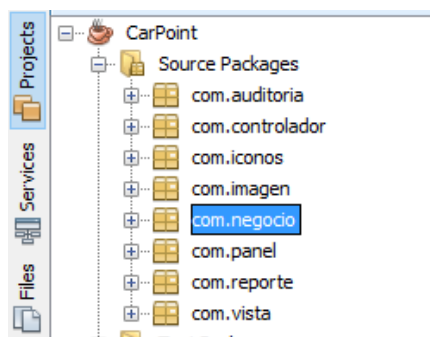 Projects
Services
Files
CarPoint
Source Packages
com.auditoria
com.controlador
com.iconos
com.imagen
com.negocio
com.panel
com.reporte
com.vista